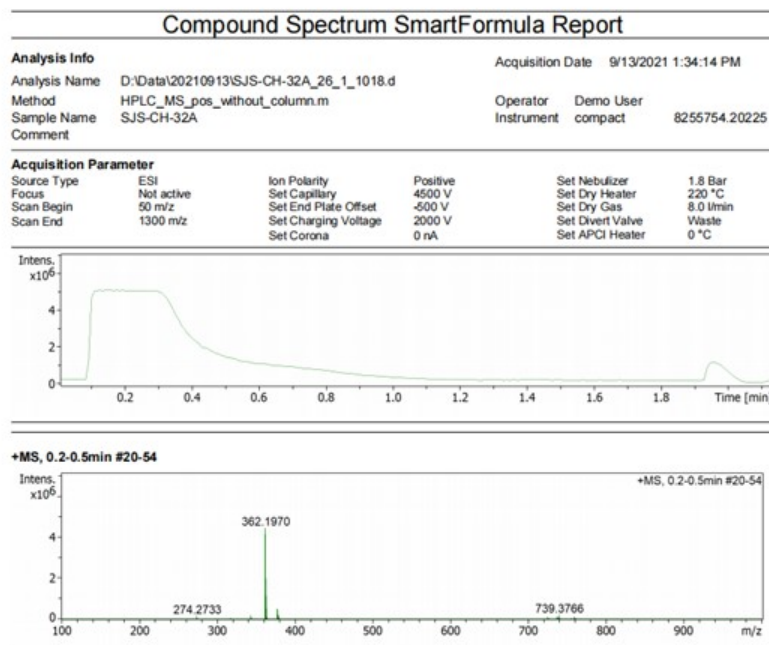 Compound Spectrum SmartFormula Report
Analysis Info
Acquisition Date 9/13/2021 1:34:14 PM
Analysis Name D:\Data\20210913\SJS-CH-32A_26_1_1018.d
Method HPLC_MS_pos_without_column.m
Operator Demo User
Sample Name SJS-CH-32A
Instrument compact 8255754.20225
Comment
Acquisition Parameter
Source Type ESI Ion Polarity Positive Set Nebulizer 1.8 Bar
Focus Not active Set Capillary 4500 V Set Dry Heater 220 °C
Scan Begin 50 m/z Set End Plate Offset -500 V Set Dry Gas 8.0 l/min
Scan End 1300 m/z Set Charging Voltage 2000 V Set Divert Valve Waste
Set Corona 0 nA Set APCI Heater 0 °C
Intens.
x10⁶
4
2
0
0.2 0.4 0.6 0.8 1.0 1.2 1.4 1.6 1.8 Time [min
+MS, 0.2-0.5min #20-54
Intens.
x10⁶
+MS, 0.2-0.5min #20-54
4
2
0
362.1970
274.2733
739.3766
100 200 300 400 500 600 700 800 900 m/z